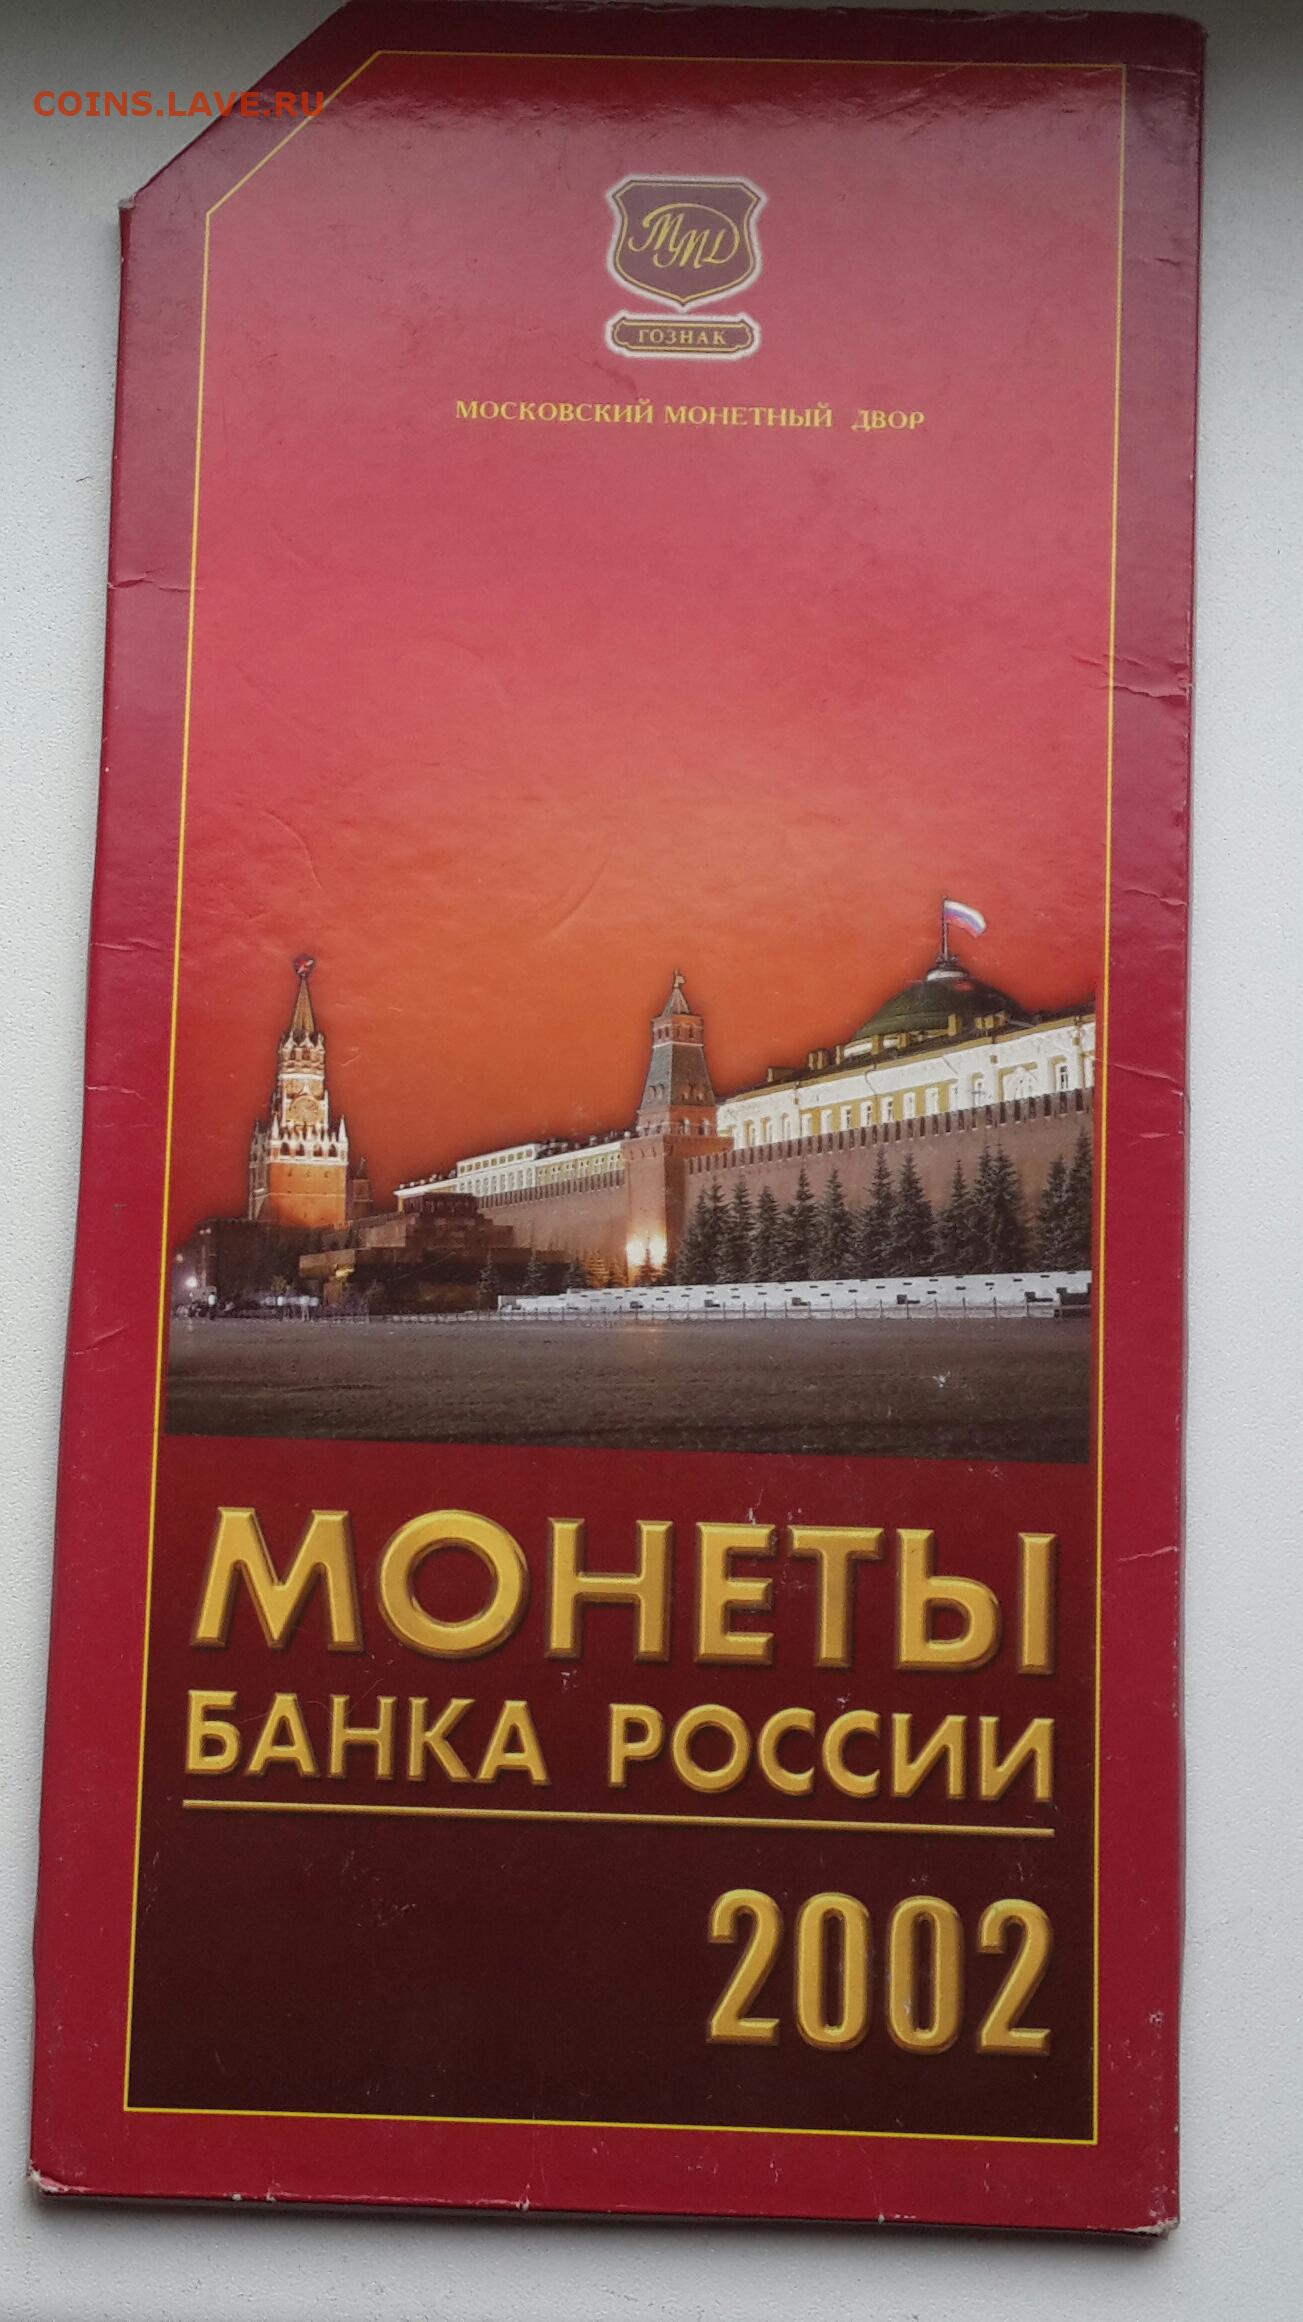 COINS.LAVE.RU
ММД
ГОЗНАК
МОСКОВСКИЙ МОНЕТНЫЙ ДВОР
МОНЕТЫ
БАНКА РОССИИ
2002